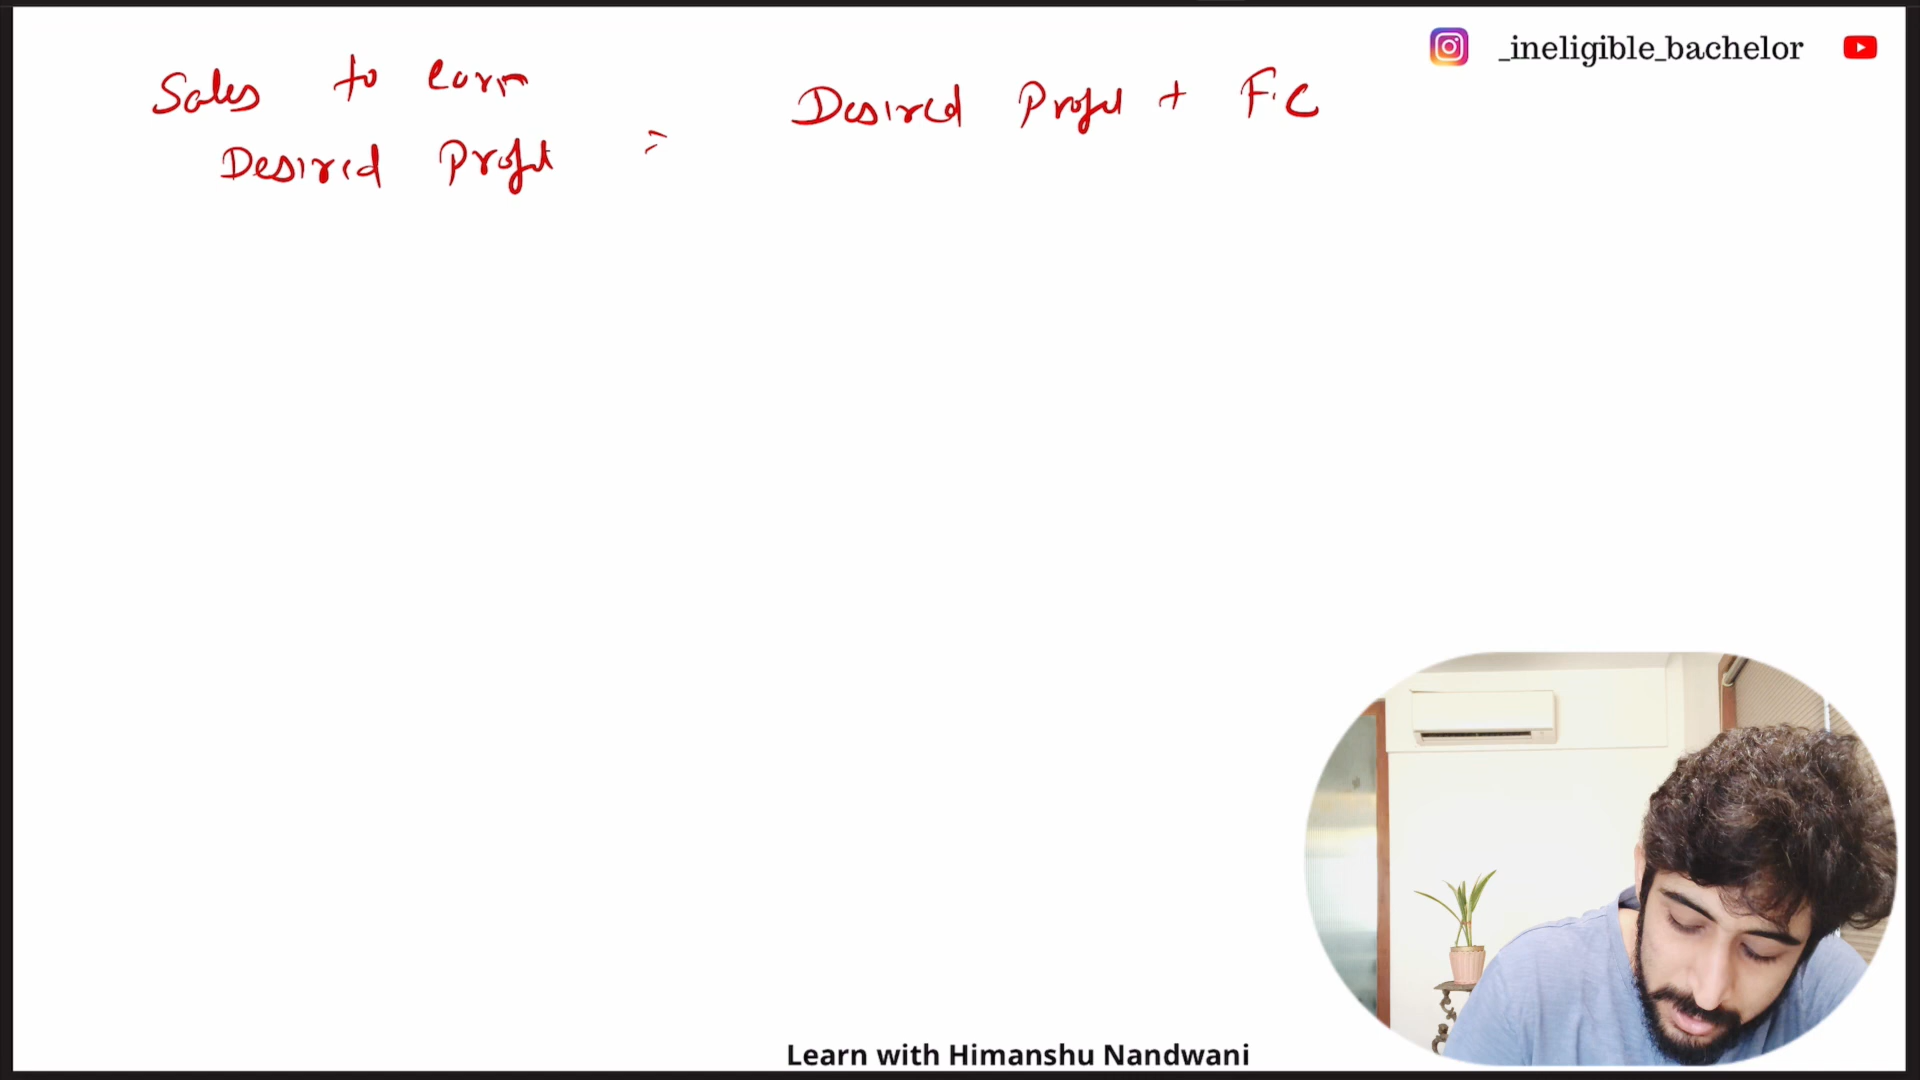 _ineligible_bachelor
Sales to earn
Desired Profit = Desired Profit + F.C
Learn with Himanshu Nandwani